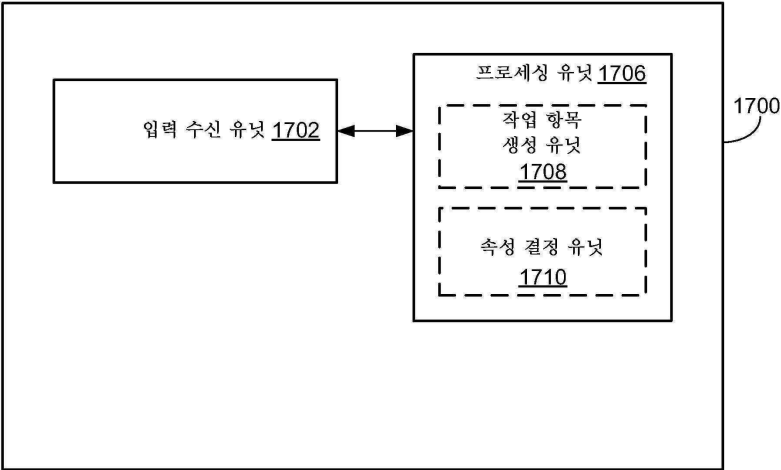 프로세싱 유닛 1706
입력 수신 유닛 1702
작업 항목
생성 유닛
1708
속성 결정 유닛
1710
1700